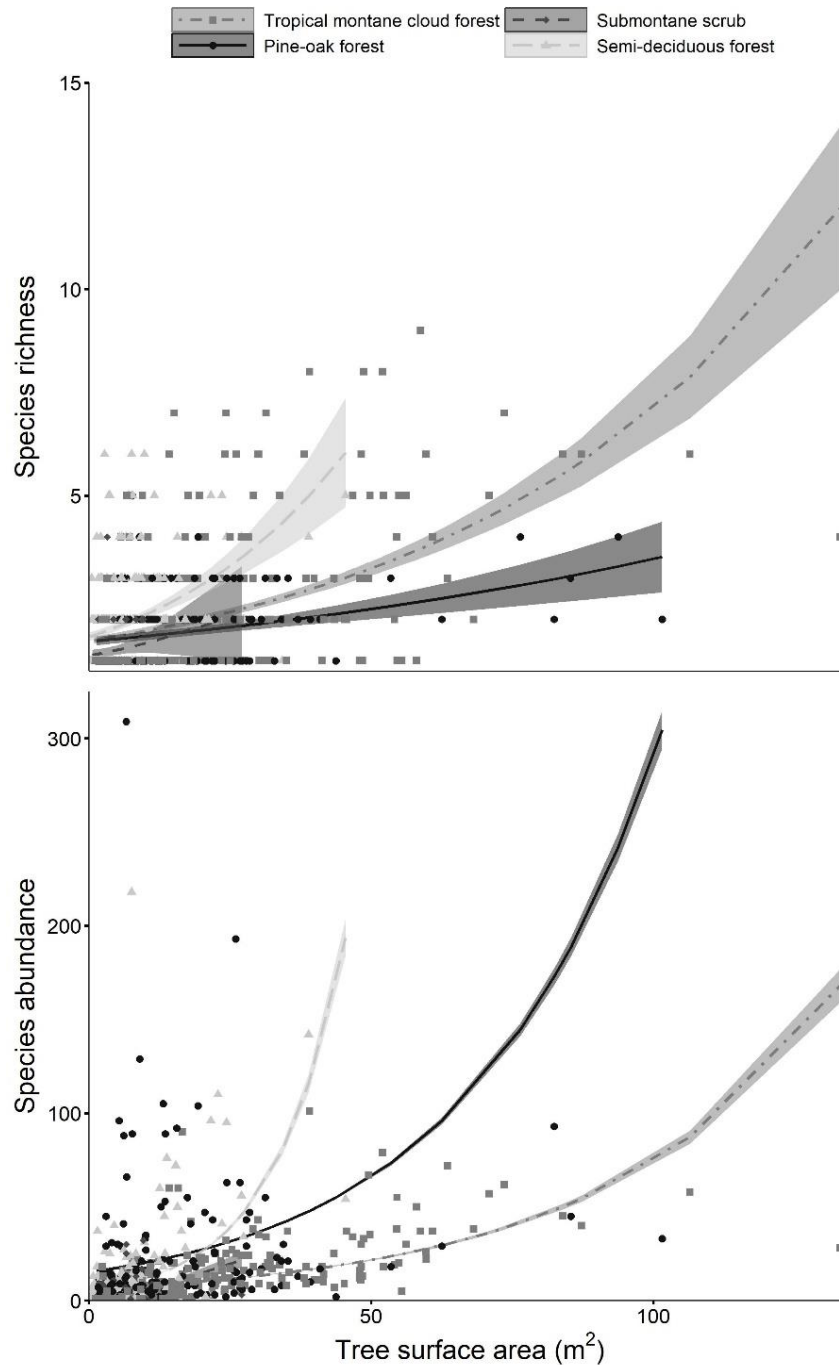 Tropical montane cloud forest Submontane scrub
Pine-oak forest Semi-deciduous forest
15
10
5
Species richness
300
200
100
0
Species abundance
0 50 100
Tree surface area (m²)